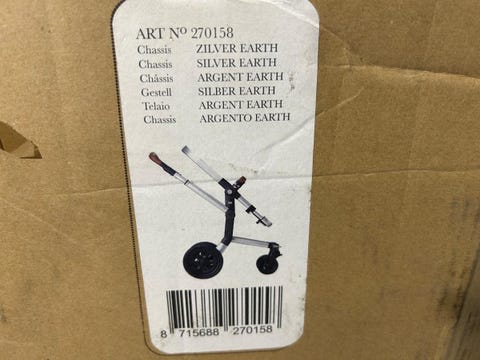 ART Nº 270158
Chassis ZILVER EARTH
Chassis SILVER EARTH
Châssis ARGENT EARTH
Gestell SILBER EARTH
Telaio ARGENT EARTH
Chassis ARGENTO EARTH
8 715688 270158